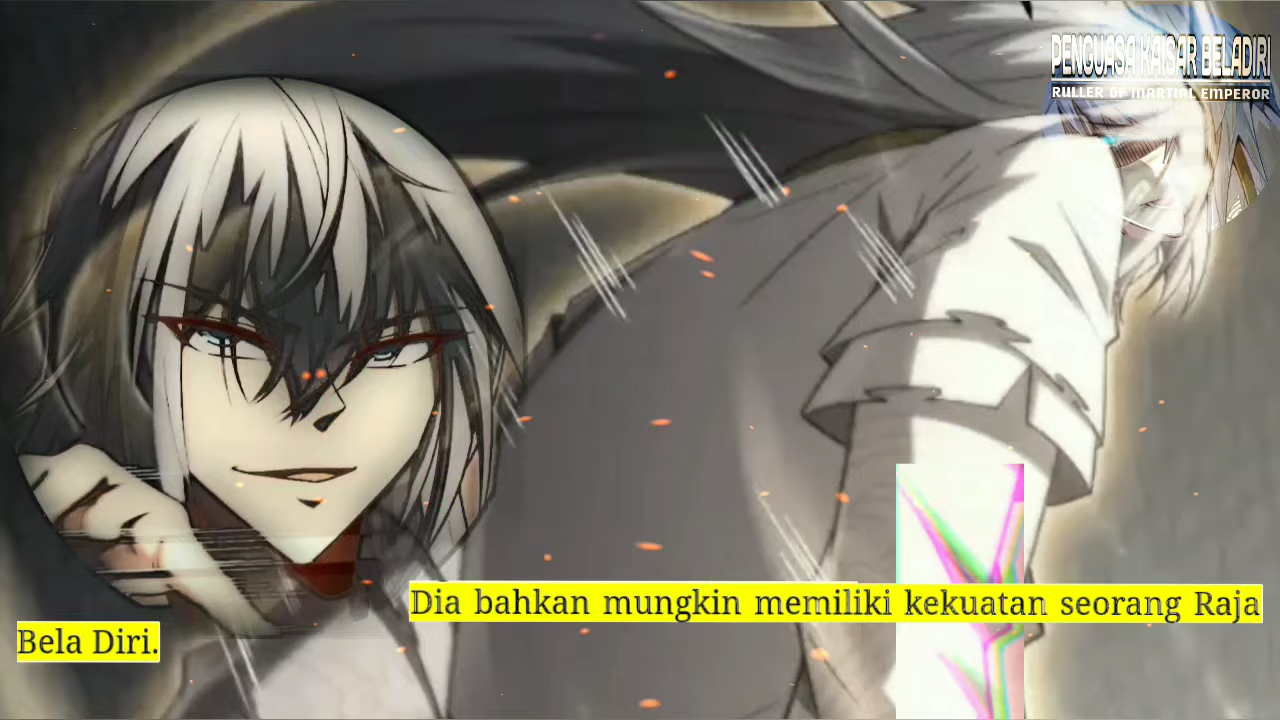 PENGUASA KAISAR BELADIRI
RULLER OF MARTIAL EMPEROR
Dia bahkan mungkin memiliki kekuatan seorang Raja
Bela Diri.